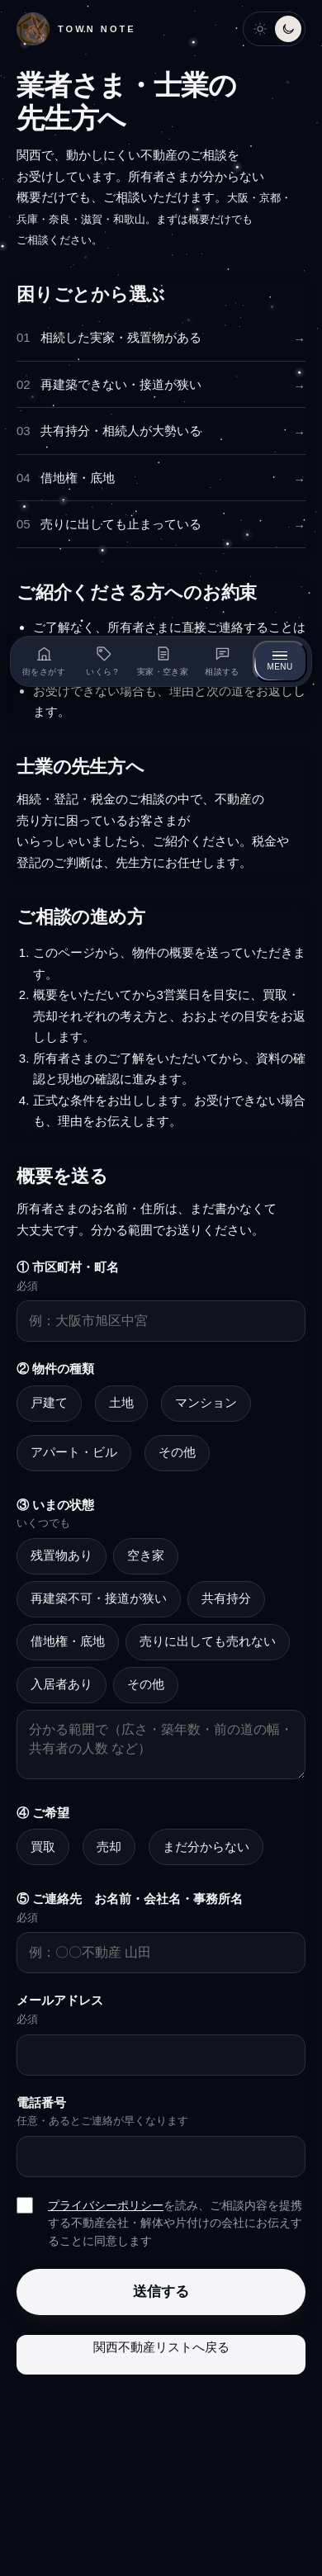 TOWN NOTE
業者さま・士業の
先生方へ
関西で、動かしにくい不動産のご相談を
お受けしています。所有者さまが分からない
概要だけでも、ご相談いただけます。大阪・京都・
兵庫・奈良・滋賀・和歌山。まずは概要だけでも
ご相談ください。
困りごとから選ぶ
01 相続した実家・残置物がある →
02 再建築できない・接道が狭い →
03 共有持分・相続人が大勢いる →
04 借地権・底地 →
05 売りに出しても止まっている →
ご紹介くださる方へのお約束
ご了解なく、所有者さまに直接ご連絡することは
街をさがす
いくら？
実家・空き家
相談する
MENU
お受けできない場合も、理由と次の道をお返しし
ます。
士業の先生方へ
相続・登記・税金のご相談の中で、不動産の
売り方に困っているお客さまが
いらっしゃいましたら、ご紹介ください。税金や
登記のご判断は、先生方にお任せします。
ご相談の進め方
1. このページから、物件の概要を送っていただきま
す。
2. 概要をいただいてから3営業日を目安に、買取・
売却それぞれの考え方と、おおよその目安をお返
しします。
3. 所有者さまのご了解をいただいてから、資料の確
認と現地の確認に進みます。
4. 正式な条件をお出しします。お受けできない場合
も、理由をお伝えします。
概要を送る
所有者さまのお名前・住所は、まだ書かなくて
大丈夫です。分かる範囲でお送りください。
① 市区町村・町名
必須
例：大阪市旭区中宮
② 物件の種類
戸建て 土地 マンション
アパート・ビル その他
③ いまの状態
いくつでも
残置物あり 空き家
再建築不可・接道が狭い 共有持分
借地権・底地 売りに出しても売れない
入居者あり その他
分かる範囲で（広さ・築年数・前の道の幅・
共有者の人数 など）
④ ご希望
買取 売却 まだ分からない
⑤ ご連絡先　お名前・会社名・事務所名
必須
例：〇〇不動産 山田
メールアドレス
必須
電話番号
任意・あるとご連絡が早くなります
プライバシーポリシーを読み、ご相談内容を提携
する不動産会社・解体や片付けの会社にお伝えす
ることに同意します
送信する
関西不動産リストへ戻る